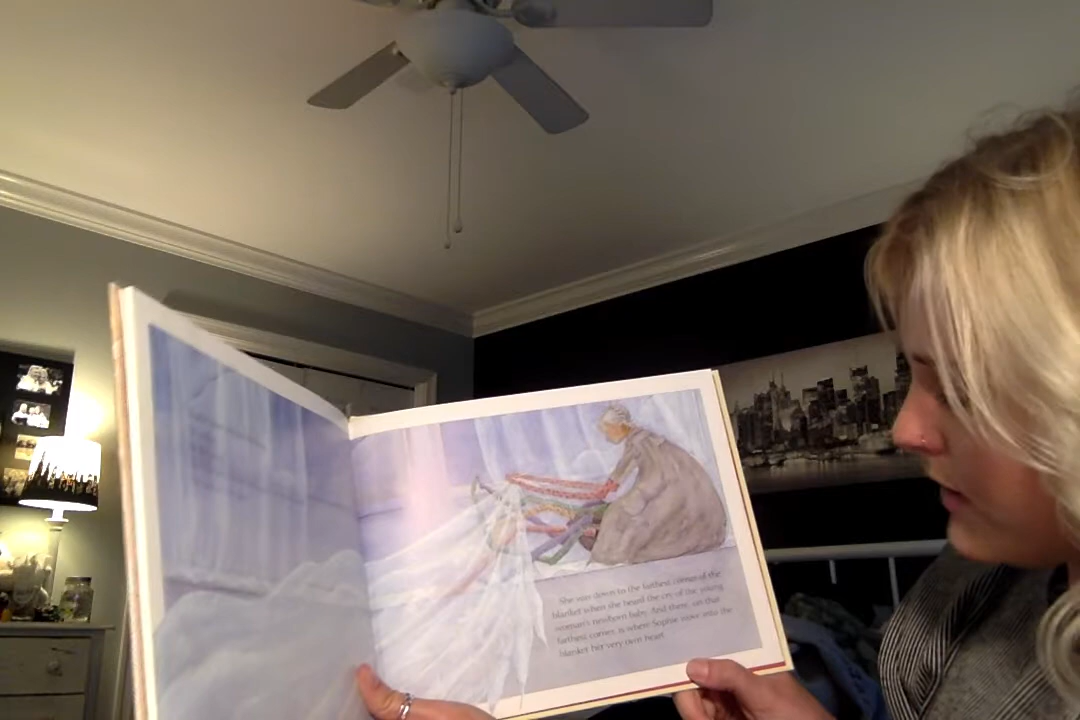 She was down to the farthest corner of the
blanket when she heard the cry of the young
woman's newborn baby. And there, on that
farthest corner, is where Sophie wove into the
blanket her very own heart.